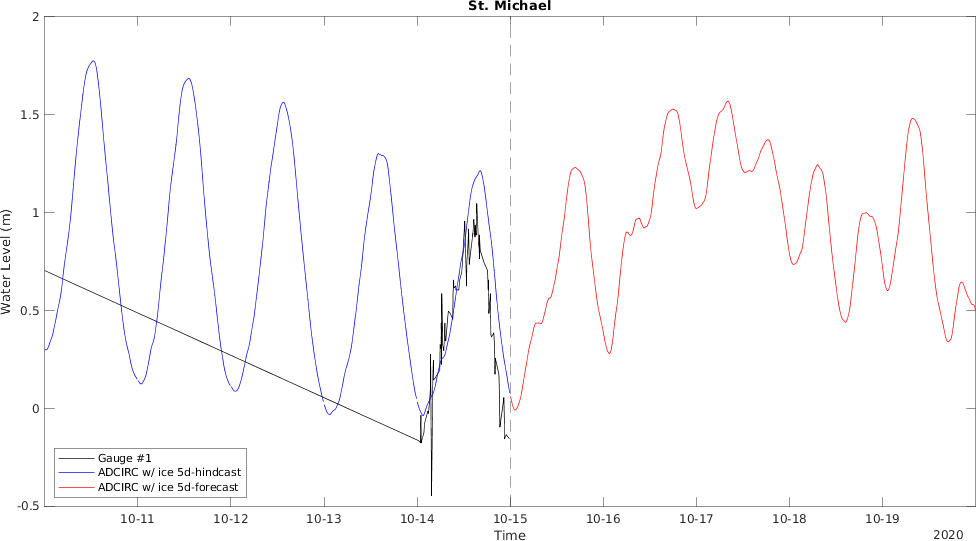 St. Michael
Water Level (m)
2
1.5
1
0.5
0
-0.5
Gauge #1
ADCIRC w/ ice 5d-hindcast
ADCIRC w/ ice 5d-forecast
10-11 10-12 10-13 10-14 10-15 10-16 10-17 10-18 10-19
Time
2020